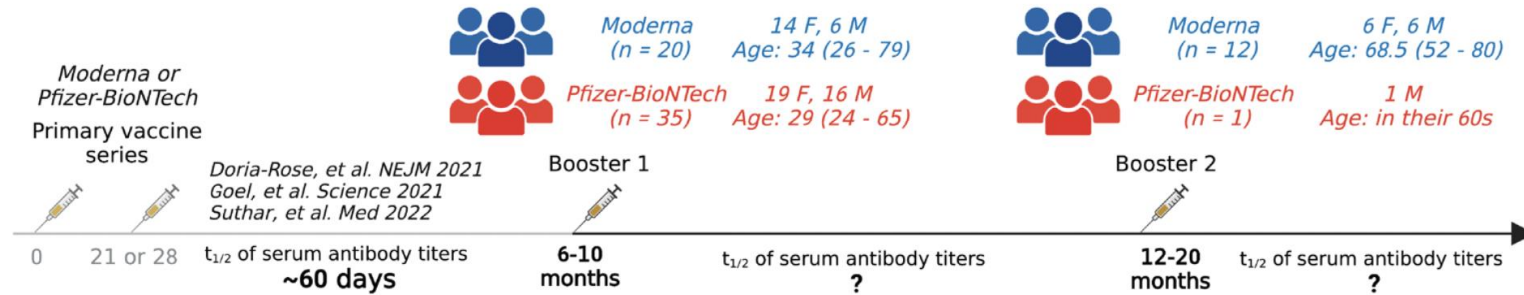 Moderna or
Pfizer-BioNTech
Primary vaccine
series
Doria-Rose, et al. NEJM 2021
Goel, et al. Science 2021
Suthar, et al. Med 2022
Moderna
(n = 20)
14 F, 6 M
Age: 34 (26 - 79)
Pfizer-BioNTech
(n = 35)
19 F, 16 M
Age: 29 (24 - 65)
Booster 1
Moderna
(n = 12)
6 F, 6 M
Age: 68.5 (52 - 80)
Pfizer-BioNTech
(n = 1)
1 M
Age: in their 60s
Booster 2
0
21 or 28
t1/2 of serum antibody titers
~60 days
6-10
months
t1/2 of serum antibody titers
?
12-20
months
t1/2 of serum antibody titers
?